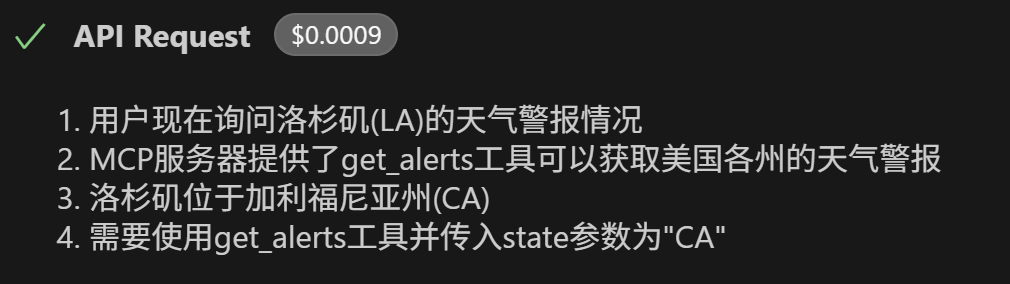 API Request $0.0009
1. 用户现在询问洛杉矶(LA)的天气警报情况
2. MCP服务器提供了get_alerts工具可以获取美国各州的天气警报
3. 洛杉矶位于加利福尼亚州(CA)
4. 需要使用get_alerts工具并传入state参数为"CA"